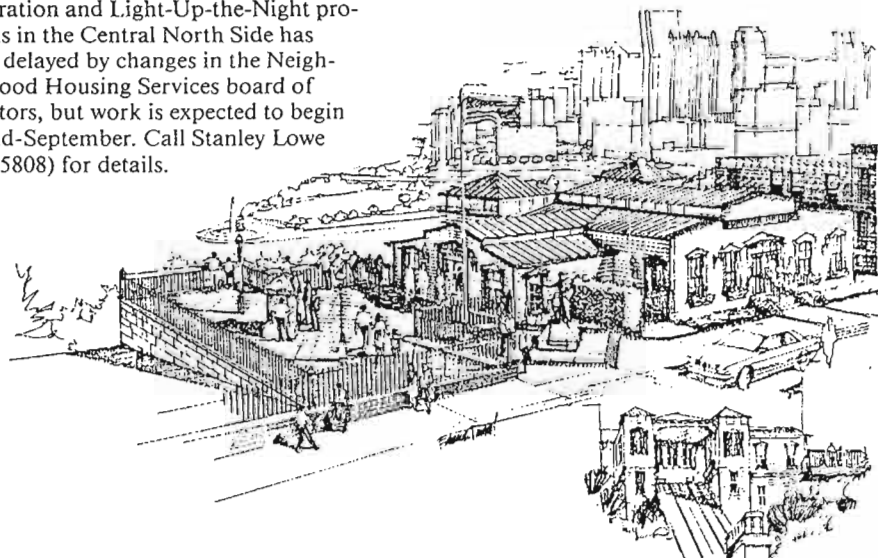 ration and Light-Up-the-Night pro-
s in the Central North Side has
delayed by changes in the Neigh-
ood Housing Services board of
tors, but work is expected to begin
d-September. Call Stanley Lowe
5808) for details.